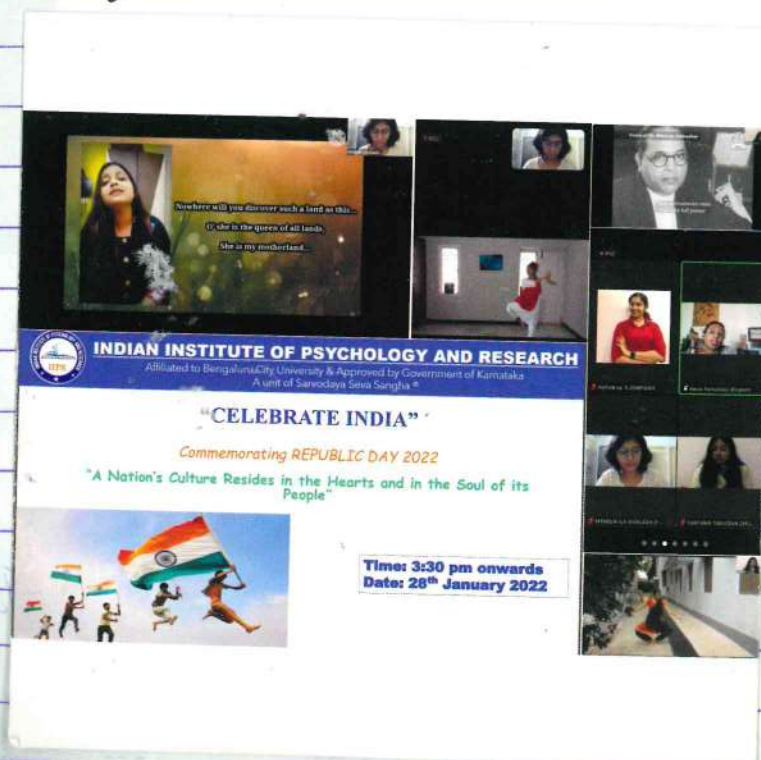 Nowhere will you discover such a land as this...
O' she is the queen of all lands,
She is my motherland...
IIPR
INDIAN INSTITUTE OF PSYCHOLOGY AND RESEARCH
Affiliated to Bengaluru City University & Approved by Government of Karnataka
A unit of Sarvodaya Seva Sangha ®
"CELEBRATE INDIA"
Commemorating REPUBLIC DAY 2022
"A Nation's Culture Resides in the Hearts and in the Soul of its
People"
Time: 3:30 pm onwards
Date: 28th January 2022